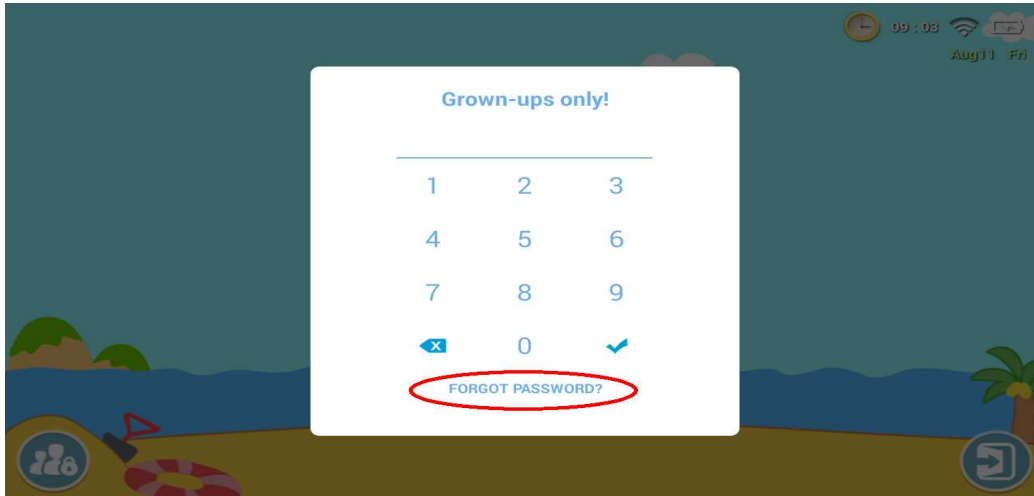 09 : 03
Aug11 Fri
Grown-ups only!
1 2 3
4 5 6
7 8 9
0
FORGOT PASSWORD?